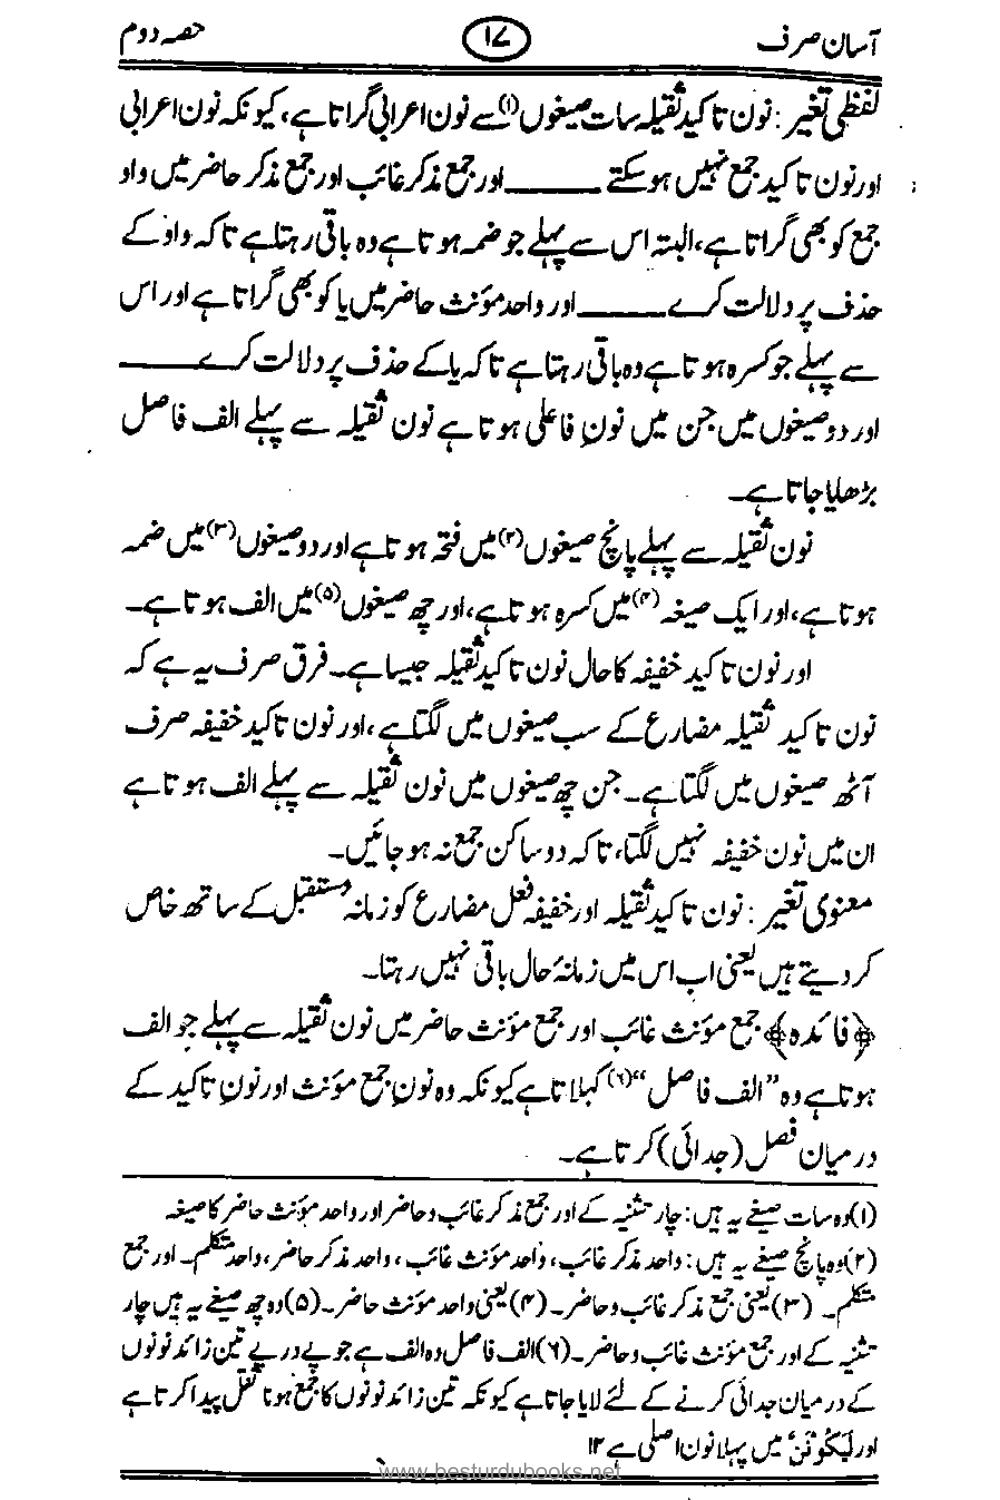 آسان صرف ۱۷ حصہ دوم
لفظی تغیر: نون تاکید ثقیلہ سات صیغوں(۱) سے نون اعرابی گراتا ہے، کیونکہ نون اعرابی
اور نون تاکید جمع نہیں ہو سکتے ــــــــ اور جمع مذکر غائب اور جمع مذکر حاضر میں واو
جمع کو بھی گراتا ہے، البتہ اس سے پہلے جو ضمہ ہوتا ہے وہ باقی رہتا ہے تاکہ واو کے
حذف پر دلالت کرے ــــــــ اور واحد مؤنث حاضر میں یا کو بھی گراتا ہے اور اس
سے پہلے جو کسرہ ہوتا ہے وہ باقی رہتا ہے تاکہ یا کے حذف پر دلالت کرے ــــــــ
اور دو صیغوں میں جن میں نونِ فاعلی ہوتا ہے نون ثقیلہ سے پہلے الف فاصل
بڑھایا جاتا ہے۔
نون ثقیلہ سے پہلے پانچ صیغوں(۲) میں فتحہ ہوتا ہے اور دو صیغوں(۳) میں ضمہ
ہوتا ہے، اور ایک صیغہ(۴) میں کسرہ ہوتا ہے، اور چھ صیغوں(۵) میں الف ہوتا ہے۔
اور نون تاکید خفیفہ کا حال نون تاکید ثقیلہ جیسا ہے۔ فرق صرف یہ ہے کہ
نون تاکید ثقیلہ مضارع کے سب صیغوں میں لگتا ہے، اور نون تاکید خفیفہ صرف
آٹھ صیغوں میں لگتا ہے۔ جن چھ صیغوں میں نون ثقیلہ سے پہلے الف ہوتا ہے
ان میں نون خفیفہ نہیں لگتا، تاکہ دو ساکن جمع نہ ہو جائیں۔
معنوی تغیر: نون تاکید ثقیلہ اور خفیفہ فعل مضارع کو زمانہ مستقبل کے ساتھ خاص
کر دیتے ہیں یعنی اب اس میں زمانۂ حال باقی نہیں رہتا۔
﴿فائدہ﴾ جمع مؤنث غائب اور جمع مؤنث حاضر میں نون ثقیلہ سے پہلے جو الف
ہوتا ہے وہ ”الف فاصل“(۶) کہلاتا ہے کیونکہ وہ نونِ جمع مؤنث اور نونِ تاکید کے
درمیان فصل (جدائی) کرتا ہے۔
(۱) وہ سات صیغے یہ ہیں: چار تثنیہ کے اور جمع مذکر غائب و حاضر اور واحد مؤنث حاضر کا صیغہ
(۲) وہ پانچ صیغے یہ ہیں: واحد مذکر غائب، واحد مؤنث غائب، واحد مذکر حاضر، واحد متکلم۔ اور جمع
متکلم۔ (۳) یعنی جمع مذکر غائب و حاضر۔ (۴) یعنی واحد مؤنث حاضر۔ (۵) وہ چھ صیغے یہ ہیں چار
تثنیہ کے اور جمع مؤنث غائب و حاضر۔ (۶) الف فاصل وہ الف ہے جو پے در پے تین زائد نونوں
کے درمیان جدائی کرنے کے لئے لایا جاتا ہے کیونکہ تین زائد نونوں کا جمع ہونا ثقل پیدا کرتا ہے
اور لَیَکُوْنَنَّ میں پہلا نون اصلی ہے ۱۲
www.besturdubooks.net